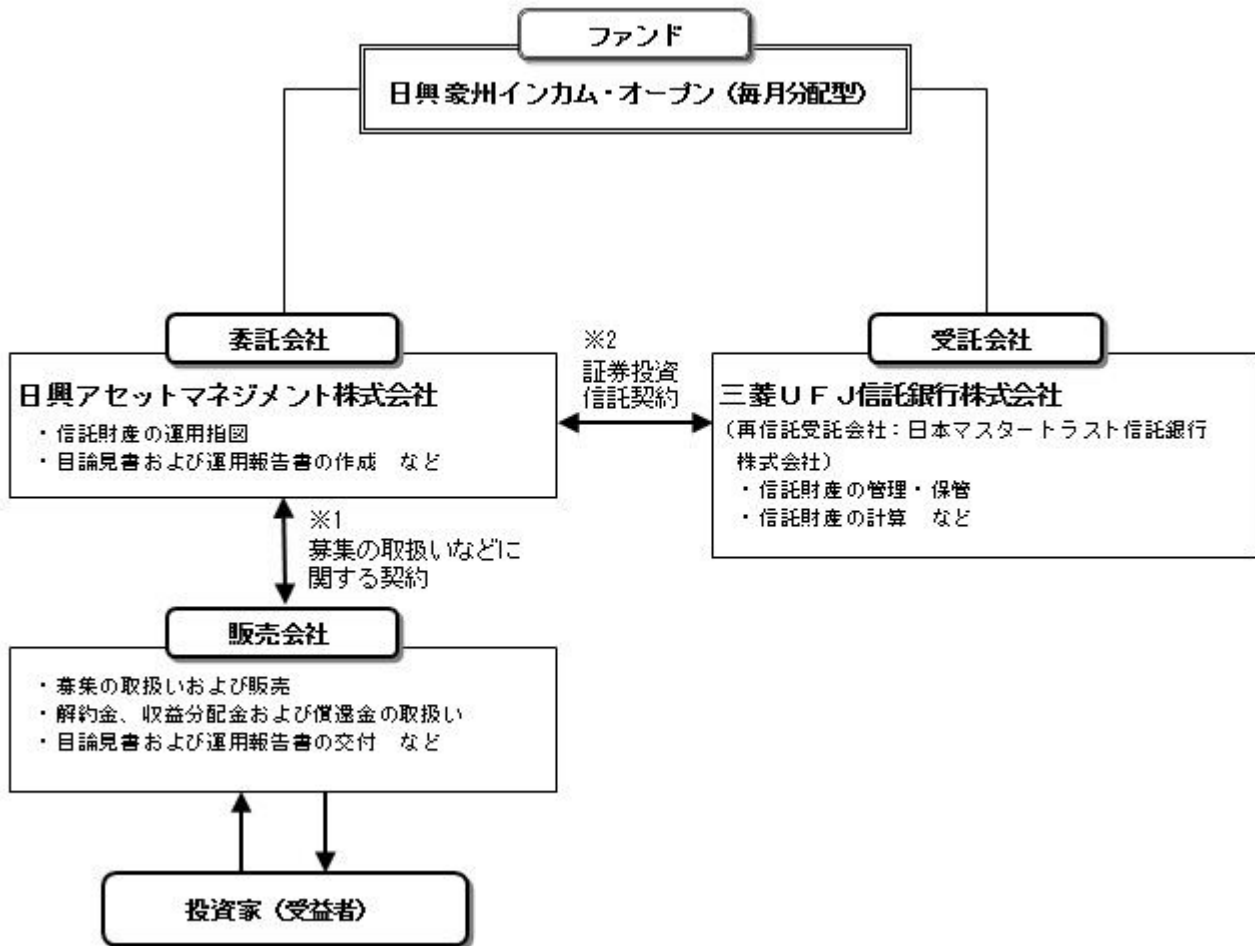 ファンド
日興豪州インカム・オープン（毎月分配型）
委託会社
日興アセットマネジメント株式会社
・信託財産の運用指図
・目論見書および運用報告書の作成　など
※2
証券投資
信託契約
受託会社
三菱ＵＦＪ信託銀行株式会社
（再信託受託会社：日本マスタートラスト信託銀行
株式会社）
・信託財産の管理・保管
・信託財産の計算　など
※1
募集の取扱いなどに
関する契約
販売会社
・募集の取扱いおよび販売
・解約金、収益分配金および償還金の取扱い
・目論見書および運用報告書の交付　など
投資家（受益者）